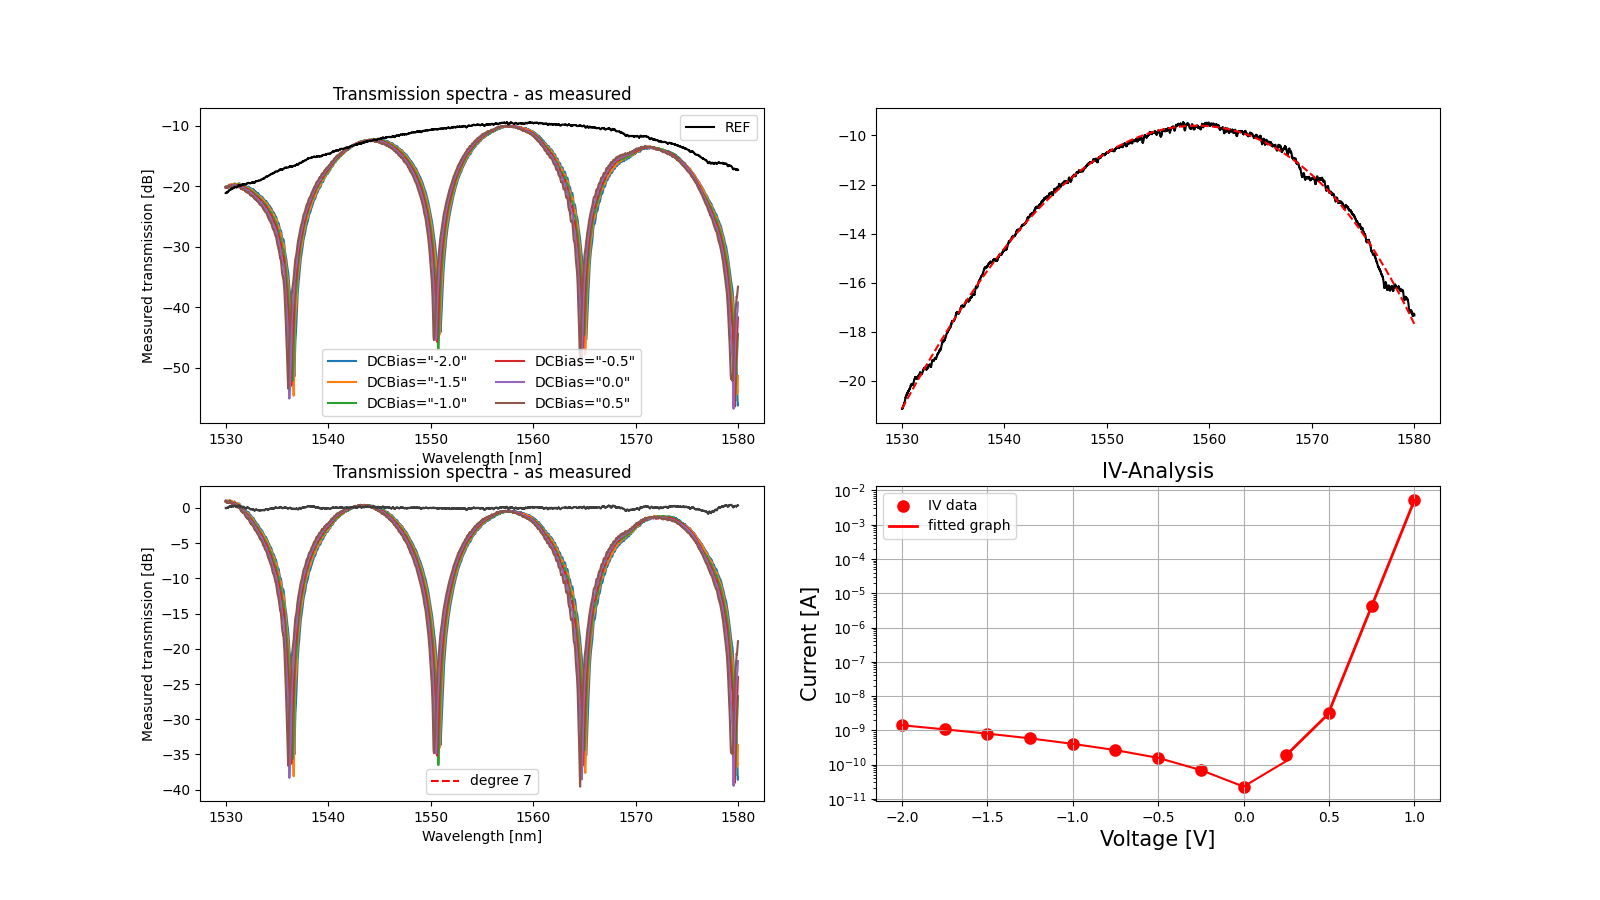 Transmission spectra - as measured
Measured transmission [dB]
−10
−20
−30
−40
−50
REF
DCBias="-2.0"
DCBias="-1.5"
DCBias="-1.0"
DCBias="-0.5"
DCBias="0.0"
DCBias="0.5"
1530 1540 1550 1560 1570 1580
Wavelength [nm]
−10
−12
−14
−16
−18
−20
1530 1540 1550 1560 1570 1580
Transmission spectra - as measured
Measured transmission [dB]
0
−5
−10
−15
−20
−25
−30
−35
−40
degree 7
1530 1540 1550 1560 1570 1580
Wavelength [nm]
IV-Analysis
Current [A]
10⁻²
10⁻³
10⁻⁴
10⁻⁵
10⁻⁶
10⁻⁷
10⁻⁸
10⁻⁹
10⁻¹⁰
10⁻¹¹
IV data
fitted graph
−2.0 −1.5 −1.0 −0.5 0.0 0.5 1.0
Voltage [V]